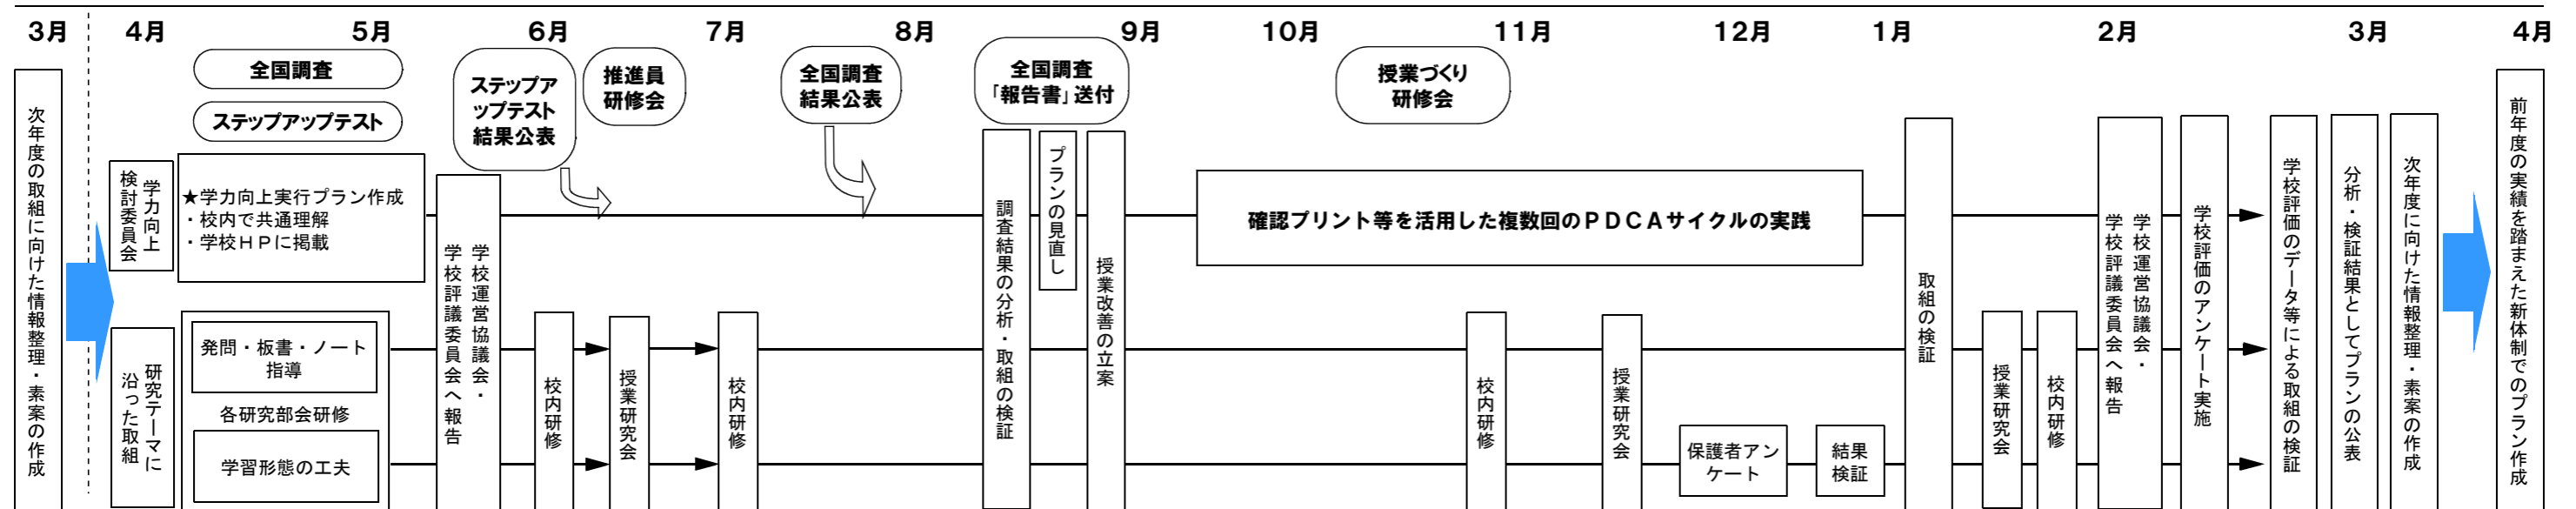 3月
4月
5月
6月
7月
8月
9月
10月
11月
12月
1月
2月
3月
4月
全国調査
ステップアップテスト
ステップア
ップテスト
結果公表
推進員
研修会
全国調査
結果公表
全国調査
「報告書」送付
授業づくり
研修会
次年度の取組に向けた情報整理・素案の作成
学力向上
検討委員会
★学力向上実行プラン作成
・校内で共通理解
・学校HPに掲載
研究テーマに
沿った取組
発問・板書・ノート
指導
各研究部会研修
学習形態の工夫
学校運営協議会・
学校評議委員会へ報告
校内研修
授業研究会
校内研修
調査結果の分析・取組の検証
プランの見直し
授業改善の立案
確認プリント等を活用した複数回のPDCAサイクルの実践
校内研修
授業研究会
保護者アン
ケート
結果
検証
取組の検証
授業研究会
校内研修
学校運営協議会・
学校評議委員会へ報告
学校評価のアンケート実施
学校評価のデータ等による取組の検証
分析・検証結果としてプランの公表
次年度に向けた情報整理・素案の作成
前年度の実績を踏まえた新体制でのプラン作成